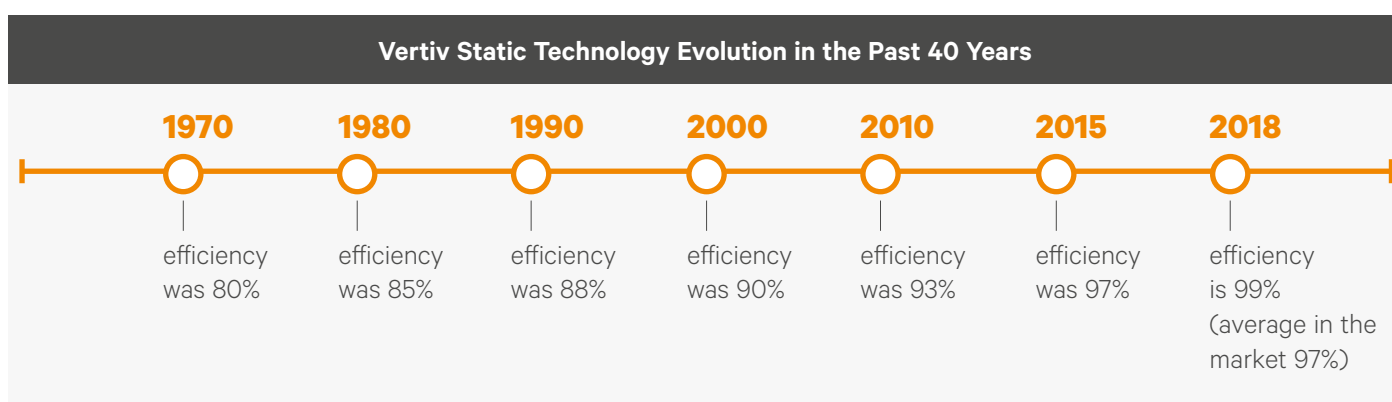 Vertiv Static Technology Evolution in the Past 40 Years
1970
efficiency
was 80%
1980
efficiency
was 85%
1990
efficiency
was 88%
2000
efficiency
was 90%
2010
efficiency
was 93%
2015
efficiency
was 97%
2018
efficiency
is 99%
(average in the
market 97%)